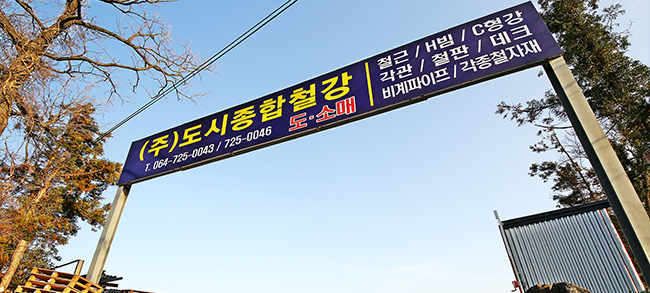 (주)도시종합철강
T. 064-725-0043 / 725-0046 도·소매
철근 / H빔 / C형강
각관 / 철판 / 데크
비계파이프 / 각종철자재